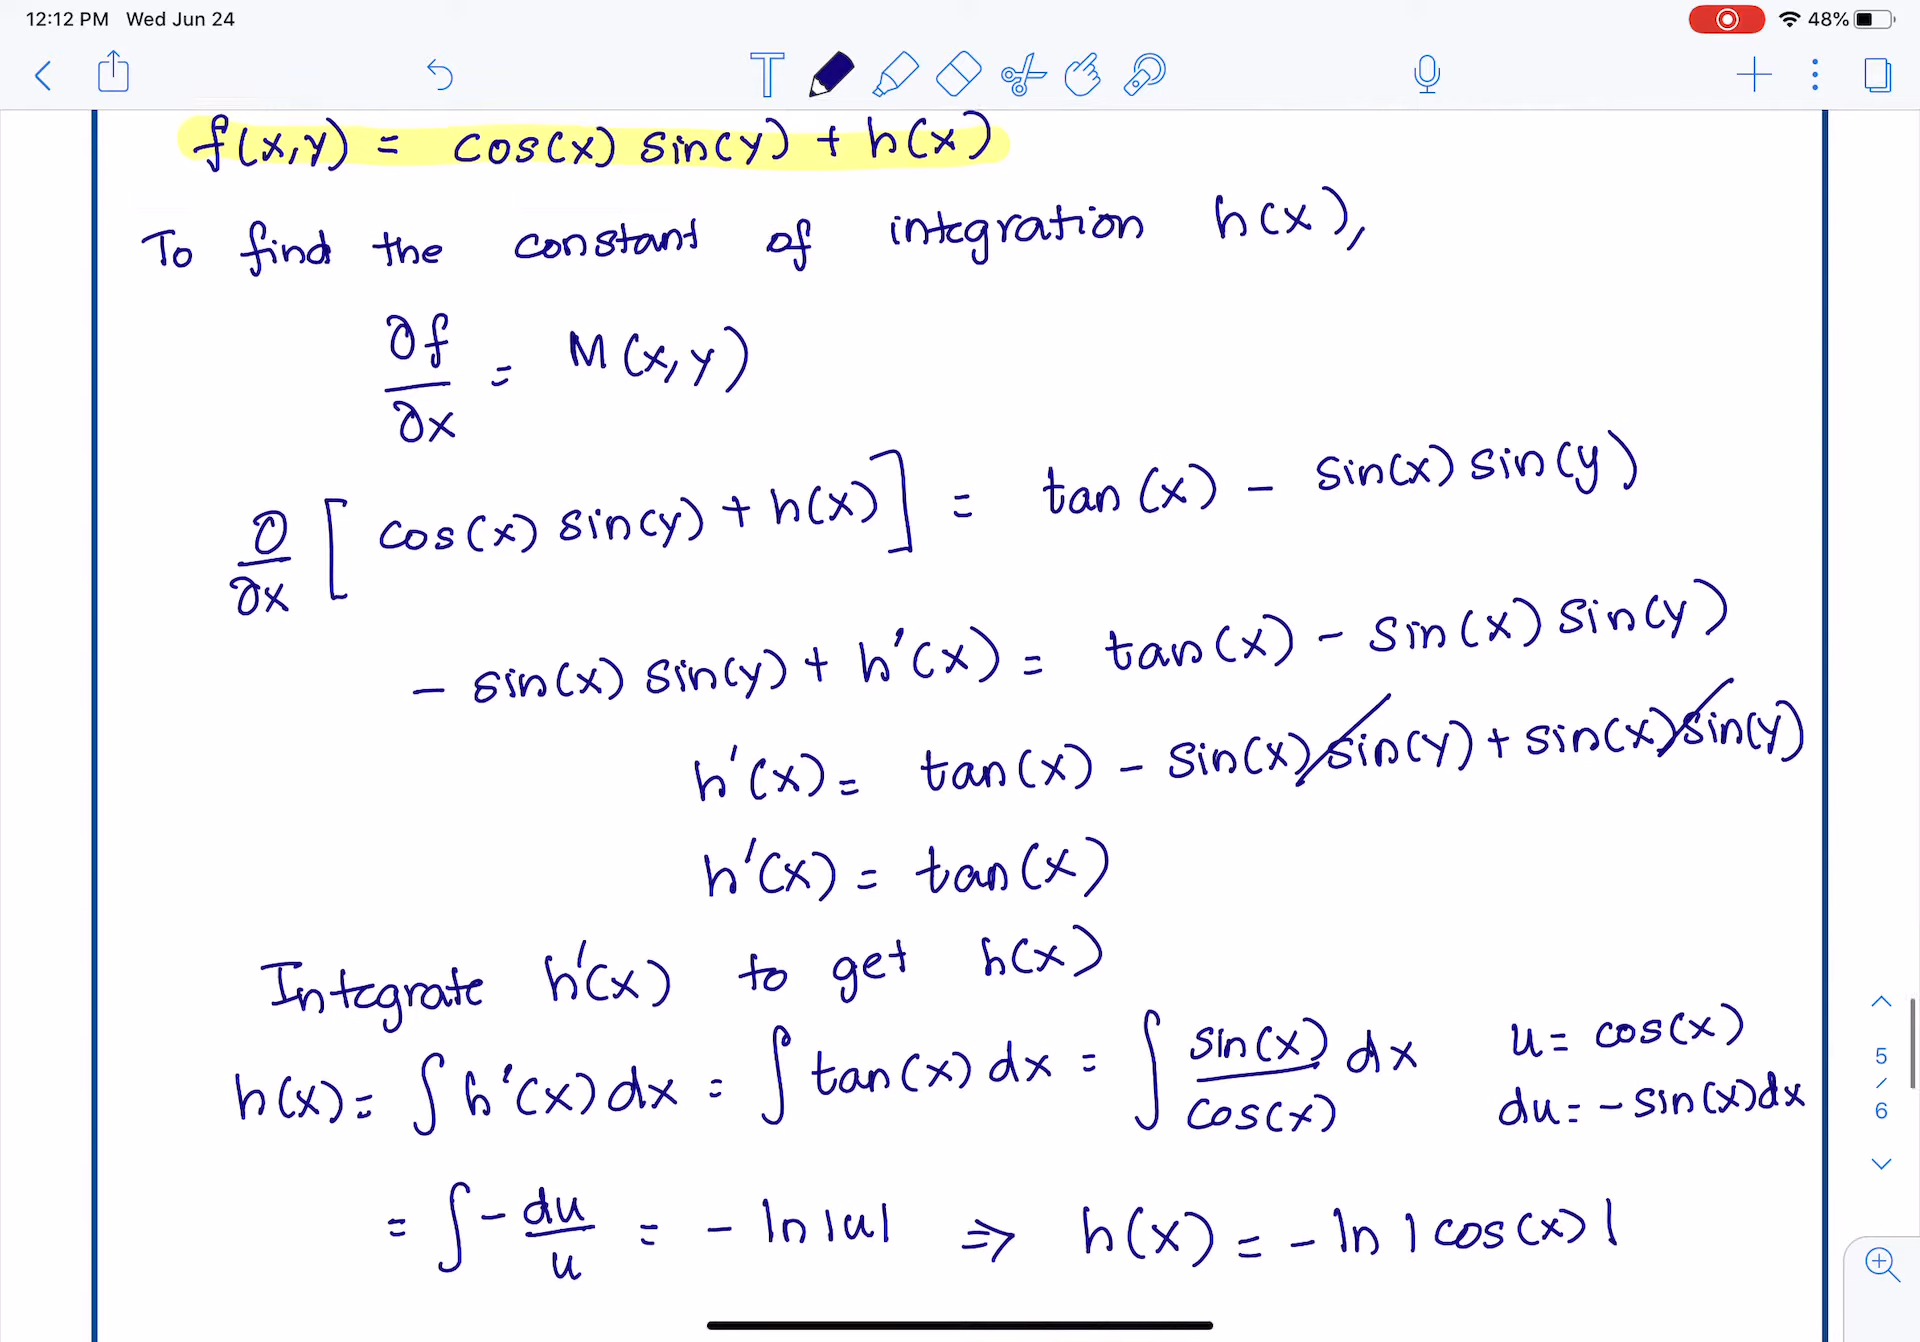 12:12 PM Wed Jun 24 48%
T
f(x,y) = cos(x) sin(y) + h(x)
To find the constant of integration h(x),
∂f/∂x = M(x,y)
∂/∂x [cos(x) sin(y) + h(x)] = tan(x) - sin(x) sin(y)
- sin(x) sin(y) + h'(x) = tan(x) - sin(x) sin(y)
h'(x) = tan(x) - sin(x) sin(y) + sin(x) sin(y)
h'(x) = tan(x)
Integrate h'(x) to get h(x)
h(x) = ∫ h'(x) dx = ∫ tan(x) dx = ∫ sin(x)/cos(x) dx u = cos(x)
du = - sin(x) dx
= ∫ - du/u = - ln |u| ⇒ h(x) = - ln | cos(x) |
5 / 6